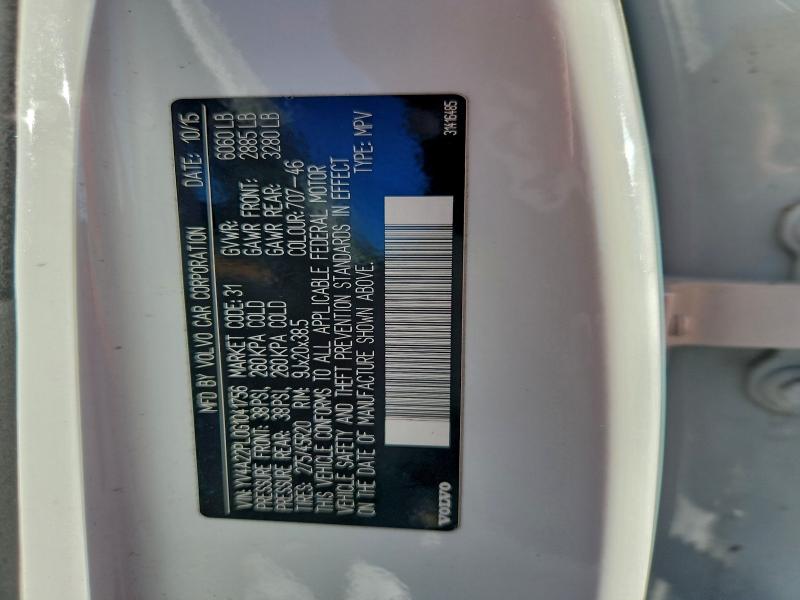 MFD BY VOLVO CAR CORPORATION DATE: 10/15
VIN: YV4A22PL0G1041756 MARKET CODE: 31 GVWR: 6060 LB
PRESSURE FRONT: 38PSI, 260KPA COLD GAWR FRONT: 2885 LB
PRESSURE REAR: 38PSI, 260KPA COLD GAWR REAR: 3280 LB
TIRES: 275/45R20 RIM: 9Jx20x38.5 COLOUR: 707-46
THIS VEHICLE CONFORMS TO ALL APPLICABLE FEDERAL MOTOR
VEHICLE SAFETY AND THEFT PREVENTION STANDARDS IN EFFECT
ON THE DATE OF MANUFACTURE SHOWN ABOVE. TYPE: MPV
VOLVO 31416485